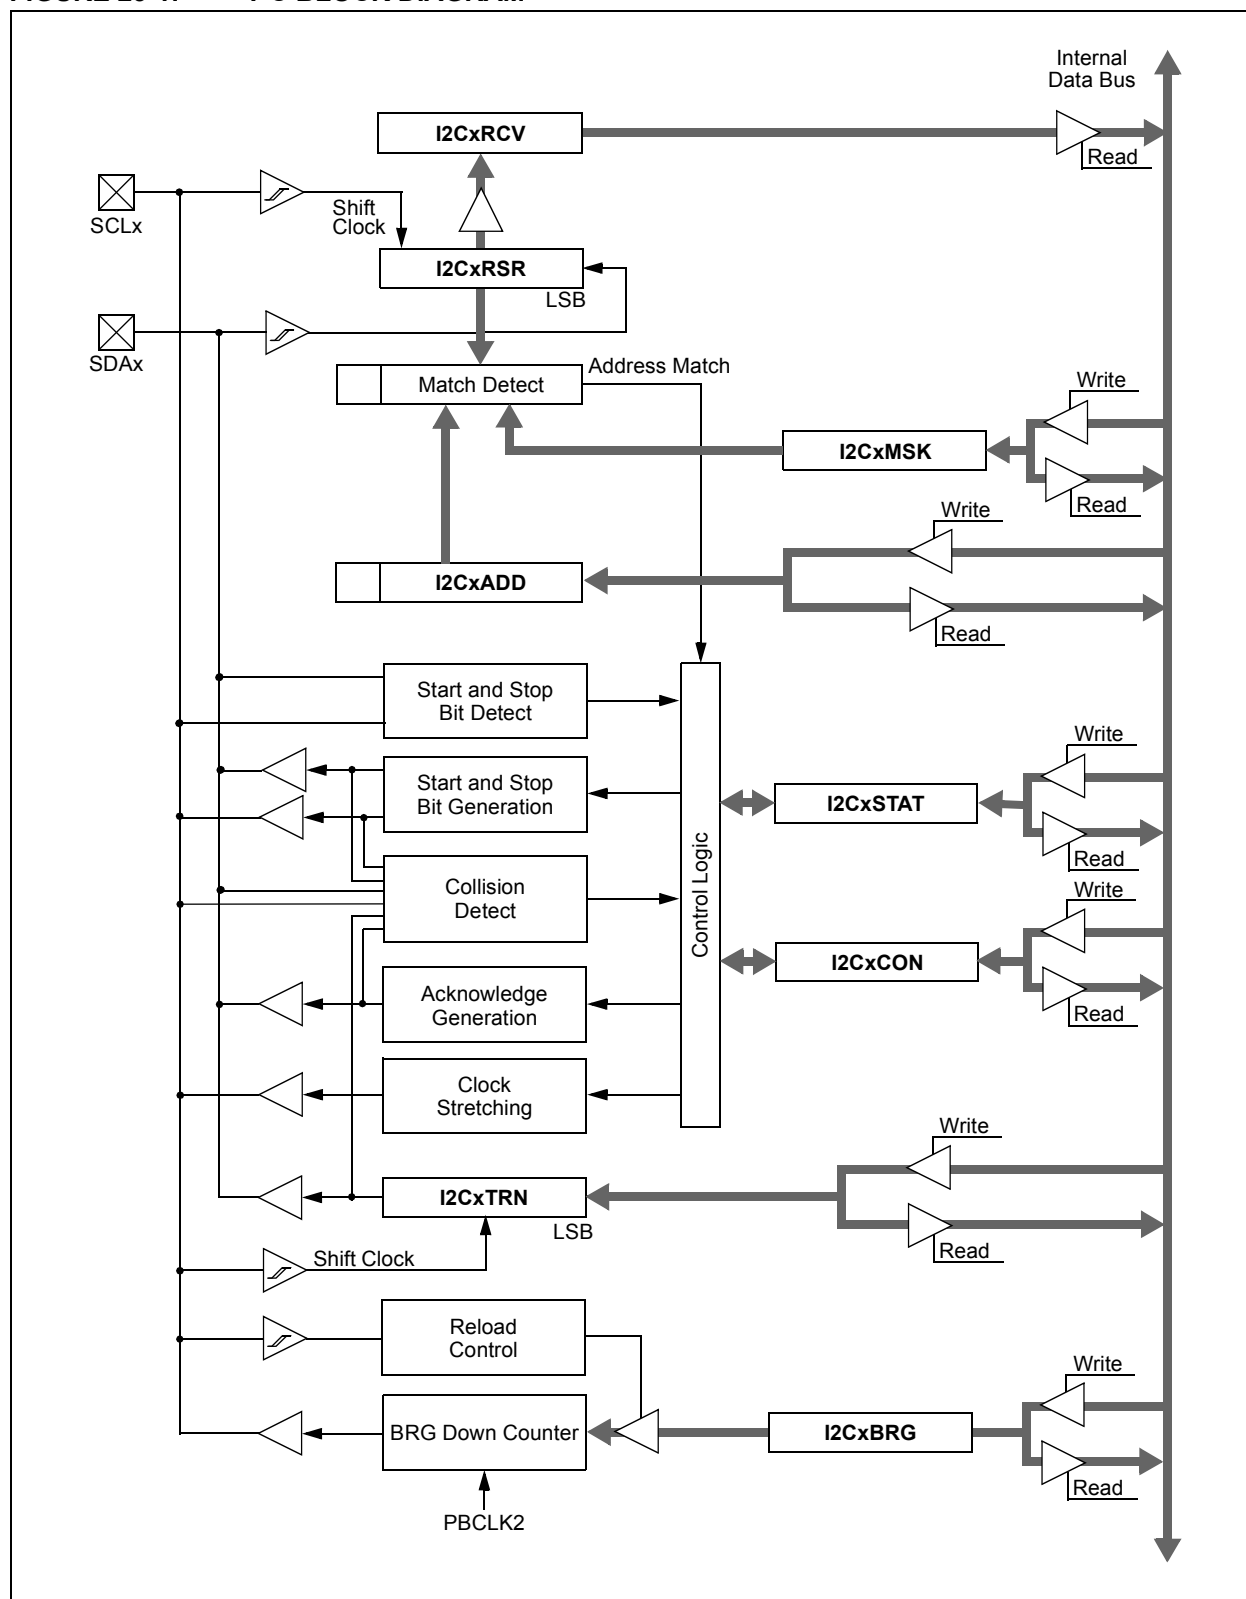 Internal
Data Bus
I2CxRCV
Read
SCLx
Shift
Clock
I2CxRSR
LSB
SDAx
Address Match
Match Detect
Write
I2CxMSK
Read
Write
I2CxADD
Read
Start and Stop
Bit Detect
Write
Start and Stop
Bit Generation
I2CxSTAT
Read
Control Logic
Collision
Detect
Write
I2CxCON
Acknowledge
Generation
Read
Clock
Stretching
Write
I2CxTRN
LSB
Read
Shift Clock
Reload
Control
Write
BRG Down Counter
I2CxBRG
Read
PBCLK2